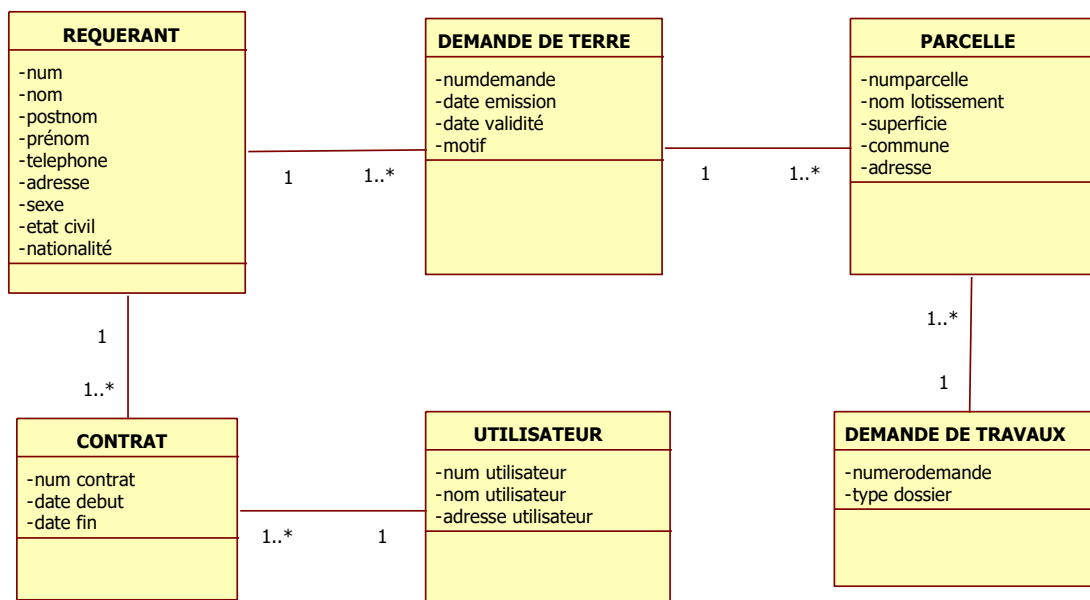 REQUERANT
-num
-nom
-postnom
-prénom
-telephone
-adresse
-sexe
-etat civil
-nationalité
1
1..*
DEMANDE DE TERRE
-numdemande
-date emission
-date validité
-motif
1
1..*
PARCELLE
-numparcelle
-nom lotissement
-superficie
-commune
-adresse
1
1..*
1..*
1
CONTRAT
-num contrat
-date debut
-date fin
1..*
1
UTILISATEUR
-num utilisateur
-nom utilisateur
-adresse utilisateur
DEMANDE DE TRAVAUX
-numerodemande
-type dossier